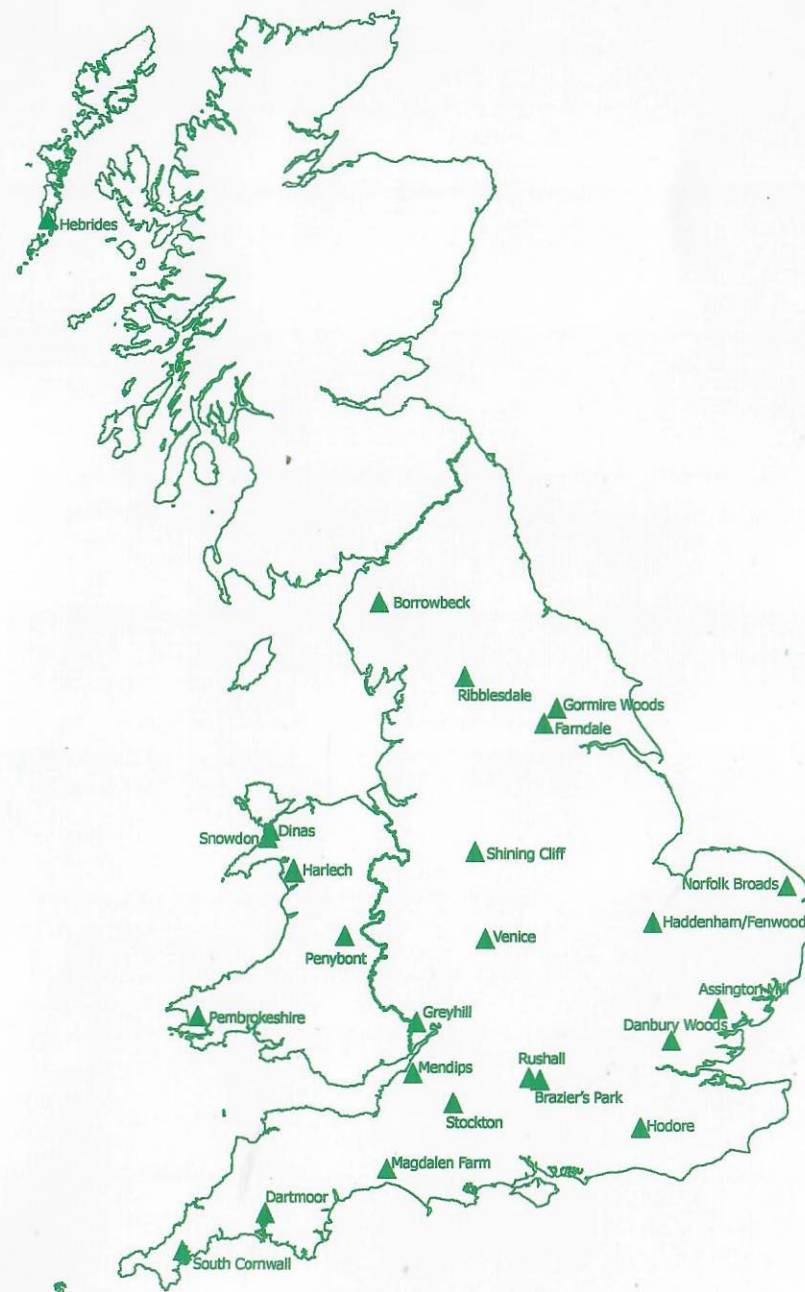 Hebrides
Borrowbeck
Ribblesdale
Gormire Woods
Farndale
Dinas
Snowdon
Harlech
Shining Cliff
Norfolk Broads
Haddenham/Fenwood
Venice
Penybont
Assington Mill
Pembrokeshire
Greyhill
Danbury Woods
Mendips
Rushall
Brazier's Park
Stockton
Hodore
Magdalen Farm
Dartmoor
South Cornwall